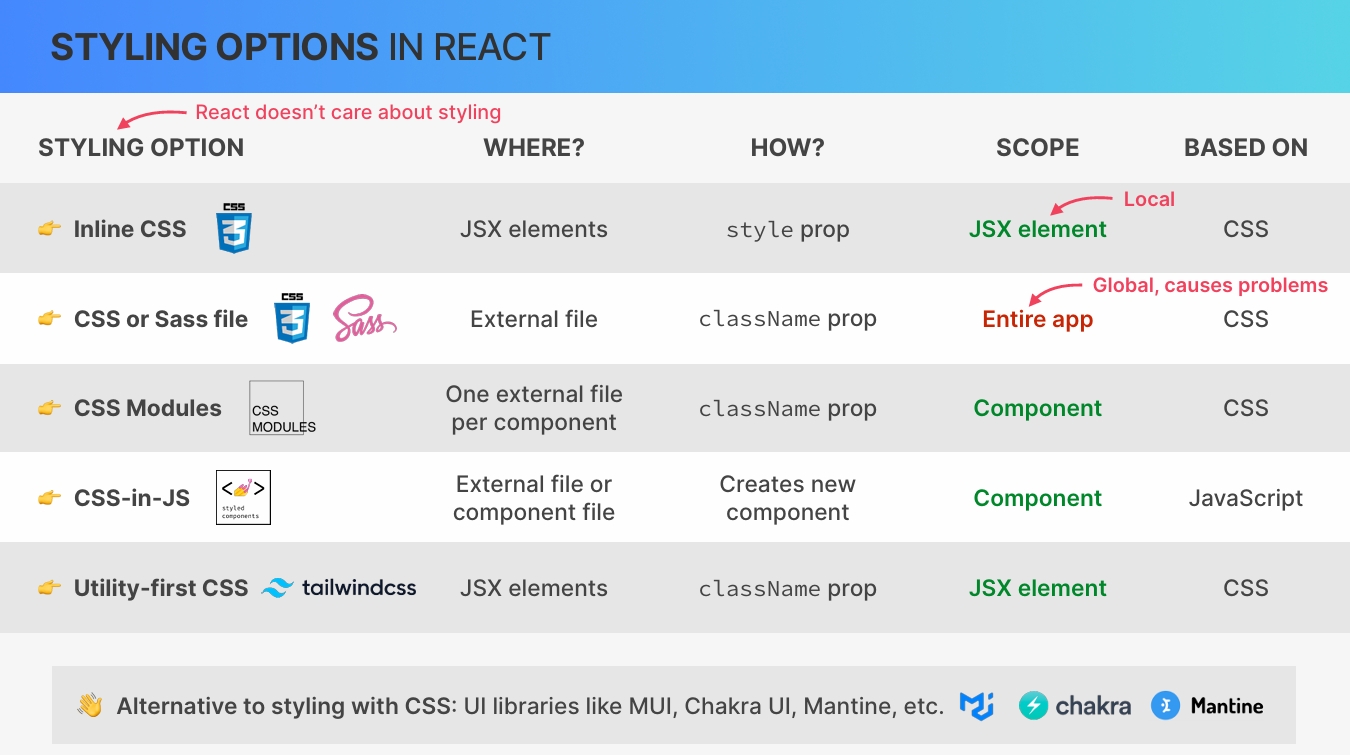 STYLING OPTIONS IN REACT
React doesn’t care about styling
STYLING OPTION WHERE? HOW? SCOPE BASED ON
Local
Inline CSS CSS JSX elements style prop JSX element CSS
Global, causes problems
CSS or Sass file CSS Sass External file className prop Entire app CSS
CSS Modules CSS MODULES One external file per component className prop Component CSS
CSS-in-JS < > styled components External file or component file Creates new component Component JavaScript
Utility-first CSS tailwindcss JSX elements className prop JSX element CSS
Alternative to styling with CSS: UI libraries like MUI, Chakra UI, Mantine, etc. chakra Mantine